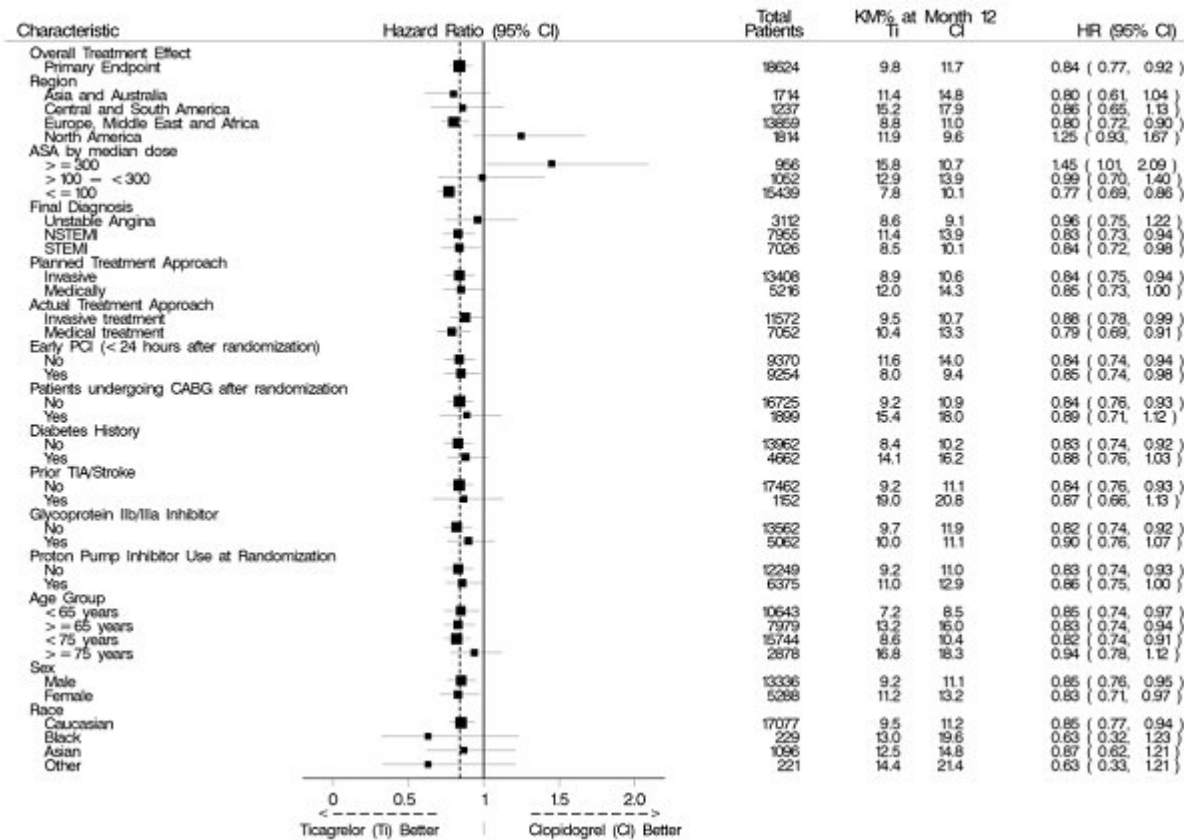 Total KM% at Month 12
Characteristic Hazard Ratio (95% CI) Patients Ti Cl HR (95% CI)
Overall Treatment Effect
Primary Endpoint 18624 9.8 11.7 0.84 ( 0.77, 0.92 )
Region
Asia and Australia 1714 11.4 14.8 0.80 ( 0.61, 1.04 )
Central and South America 1237 15.2 17.9 0.86 ( 0.65, 1.13 )
Europe, Middle East and Africa 13859 8.8 11.0 0.80 ( 0.72, 0.90 )
North America 1814 11.9 9.6 1.25 ( 0.93, 1.67 )
ASA by median dose
> = 300 956 15.8 10.7 1.45 ( 1.01, 2.09 )
> 100 – < 300 1052 12.9 13.9 0.99 ( 0.70, 1.40 )
< = 100 15439 7.8 10.1 0.77 ( 0.69, 0.86 )
Final Diagnosis
Unstable Angina 3112 8.6 9.1 0.96 ( 0.75, 1.22 )
NSTEMI 7955 11.4 13.9 0.83 ( 0.73, 0.94 )
STEMI 7026 8.5 10.1 0.84 ( 0.72, 0.98 )
Planned Treatment Approach
Invasive 13408 8.9 10.6 0.84 ( 0.75, 0.94 )
Medically 5216 12.0 14.3 0.85 ( 0.73, 1.00 )
Actual Treatment Approach
Invasive treatment 11572 9.5 10.7 0.88 ( 0.78, 0.99 )
Medical treatment 7052 10.4 13.3 0.79 ( 0.69, 0.91 )
Early PCI (< 24 hours after randomization)
No 9370 11.6 14.0 0.84 ( 0.74, 0.94 )
Yes 9254 8.0 9.4 0.85 ( 0.74, 0.98 )
Patients undergoing CABG after randomization
No 16725 9.2 10.9 0.84 ( 0.76, 0.93 )
Yes 1899 15.4 18.0 0.89 ( 0.71, 1.12 )
Diabetes History
No 13962 8.4 10.2 0.83 ( 0.74, 0.92 )
Yes 4662 14.1 16.2 0.88 ( 0.76, 1.03 )
Prior TIA/Stroke
No 17462 9.2 11.1 0.84 ( 0.76, 0.93 )
Yes 1152 19.0 20.8 0.87 ( 0.66, 1.13 )
Glycoprotein IIb/IIIa Inhibitor
No 13562 9.7 11.9 0.82 ( 0.74, 0.92 )
Yes 5062 10.0 11.1 0.90 ( 0.76, 1.07 )
Proton Pump Inhibitor Use at Randomization
No 12249 9.2 11.0 0.83 ( 0.74, 0.93 )
Yes 6375 11.0 12.9 0.86 ( 0.75, 1.00 )
Age Group
< 65 years 10643 7.2 8.5 0.85 ( 0.74, 0.97 )
> = 65 years 7979 13.2 16.0 0.83 ( 0.74, 0.94 )
< 75 years 15744 8.6 10.4 0.82 ( 0.74, 0.91 )
> = 75 years 2878 16.8 18.3 0.94 ( 0.78, 1.12 )
Sex
Male 13336 9.2 11.1 0.85 ( 0.76, 0.95 )
Female 5288 11.2 13.2 0.83 ( 0.71, 0.97 )
Race
Caucasian 17077 9.5 11.2 0.85 ( 0.77, 0.94 )
Black 229 13.0 19.6 0.63 ( 0.32, 1.23 )
Asian 1096 12.5 14.8 0.87 ( 0.62, 1.21 )
Other 221 14.4 21.4 0.63 ( 0.33, 1.21 )
0 0.5 1 1.5 2.0
Ticagrelor (Ti) Better Clopidogrel (Cl) Better